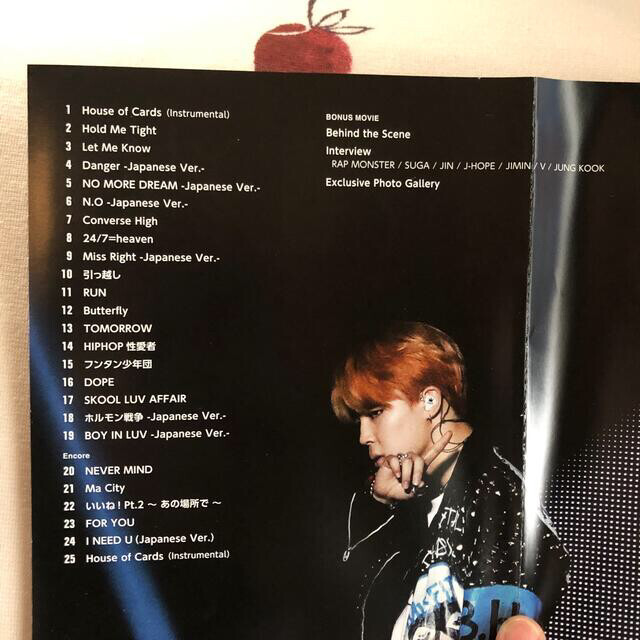 1 House of Cards (Instrumental)
2 Hold Me Tight
3 Let Me Know
4 Danger -Japanese Ver.-
5 NO MORE DREAM -Japanese Ver.-
6 N.O -Japanese Ver.-
7 Converse High
8 24/7=heaven
9 Miss Right -Japanese Ver.-
10 引っ越し
11 RUN
12 Butterfly
13 TOMORROW
14 HIPHOP 性愛者
15 フンタン少年団
16 DOPE
17 SKOOL LUV AFFAIR
18 ホルモン戦争 -Japanese Ver.-
19 BOY IN LUV -Japanese Ver.-
Encore
20 NEVER MIND
21 Ma City
22 いいね! Pt.2 ～ あの場所で ～
23 FOR YOU
24 I NEED U (Japanese Ver.)
25 House of Cards (Instrumental)
BONUS MOVIE
Behind the Scene
Interview
RAP MONSTER / SUGA / JIN / J-HOPE / JIMIN / V / JUNG KOOK
Exclusive Photo Gallery